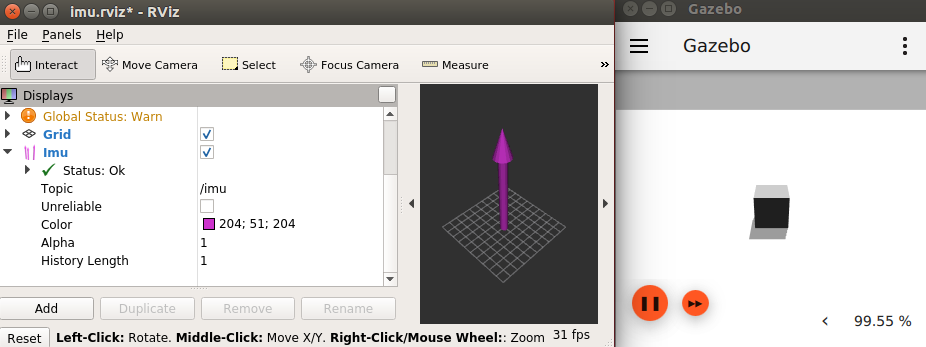 imu.rviz* - RViz
File Panels Help
Interact Move Camera Select Focus Camera Measure »
Displays
Global Status: Warn
Grid
Imu
Status: Ok
Topic /imu
Unreliable
Color 204; 51; 204
Alpha 1
History Length 1
Add Duplicate Remove Rename
Reset Left-Click: Rotate. Middle-Click: Move X/Y. Right-Click/Mouse Wheel:: Zoom 31 fps
Gazebo
Gazebo
99.55 %